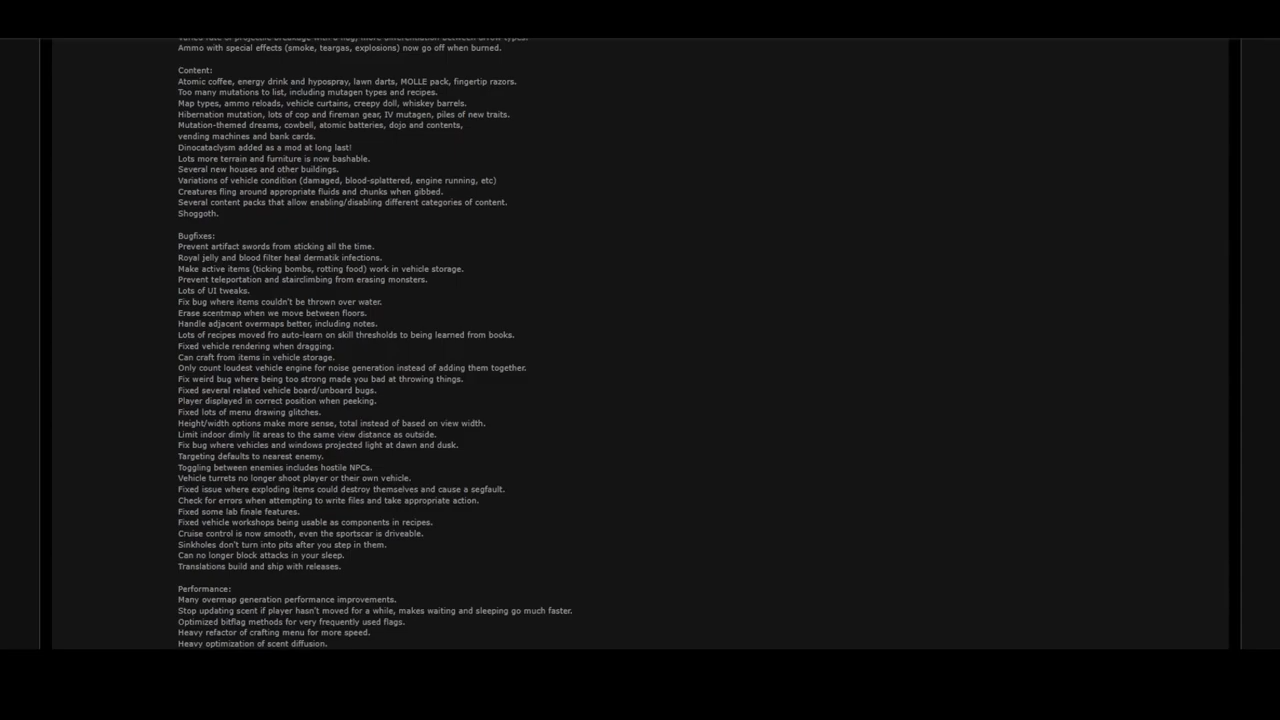 Varied rate of projectile breakage with a flag, more differentiation between arrow types.
Ammo with special effects (smoke, teargas, explosions) now go off when burned.
Content:
Atomic coffee, energy drink and hypospray, lawn darts, MOLLE pack, fingertip razors.
Too many mutations to list, including mutagen types and recipes.
Map types, ammo reloads, vehicle curtains, creepy doll, whiskey barrels.
Hibernation mutation, lots of cop and fireman gear, IV mutagen, piles of new traits.
Mutation-themed dreams, cowbell, atomic batteries, dojo and contents,
vending machines and bank cards.
Dinocataclysm added as a mod at long last!
Lots more terrain and furniture is now bashable.
Several new houses and other buildings.
Variations of vehicle condition (damaged, blood-splattered, engine running, etc)
Creatures fling around appropriate fluids and chunks when gibbed.
Several content packs that allow enabling/disabling different categories of content.
Shoggoth.
Bugfixes:
Prevent artifact swords from sticking all the time.
Royal jelly and blood filter heal dermatik infections.
Make active items (ticking bombs, rotting food) work in vehicle storage.
Prevent teleportation and stairclimbing from erasing monsters.
Lots of UI tweaks.
Fix bug where items couldn't be thrown over water.
Erase scentmap when we move between floors.
Handle adjacent overmaps better, including notes.
Lots of recipes moved fro auto-learn on skill thresholds to being learned from books.
Fixed vehicle rendering when dragging.
Can craft from items in vehicle storage.
Only count loudest vehicle engine for noise generation instead of adding them together.
Fix weird bug where being too strong made you bad at throwing things.
Fixed several related vehicle board/unboard bugs.
Player displayed in correct position when peeking.
Fixed lots of menu drawing glitches.
Height/width options make more sense, total instead of based on view width.
Limit indoor dimly lit areas to the same view distance as outside.
Fix bug where vehicles and windows projected light at dawn and dusk.
Targeting defaults to nearest enemy.
Toggling between enemies includes hostile NPCs.
Vehicle turrets no longer shoot player or their own vehicle.
Fixed issue where exploding items could destroy themselves and cause a segfault.
Check for errors when attempting to write files and take appropriate action.
Fixed some lab finale features.
Fixed vehicle workshops being usable as components in recipes.
Cruise control is now smooth, even the sportscar is driveable.
Sinkholes don't turn into pits after you step in them.
Can no longer block attacks in your sleep.
Translations build and ship with releases.
Performance:
Many overmap generation performance improvements.
Stop updating scent if player hasn't moved for a while, makes waiting and sleeping go much faster.
Optimized bitflag methods for very frequently used flags.
Heavy refactor of crafting menu for more speed.
Heavy optimization of scent diffusion.